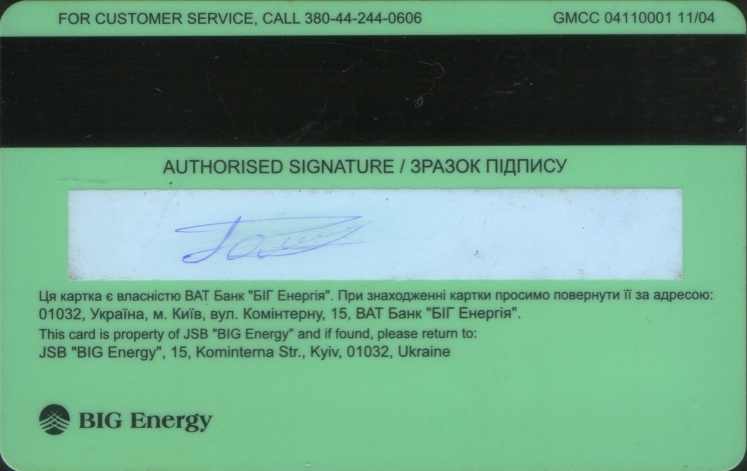 FOR CUSTOMER SERVICE, CALL 380-44-244-0606 GMCC 04110001 11/04
AUTHORISED SIGNATURE / ЗРАЗОК ПІДПИСУ
Ця картка є власністю ВАТ Банк "БІГ Енергія". При знаходженні картки просимо повернути її за адресою:
01032, Україна, м. Київ, вул. Комінтерну, 15, ВАТ Банк "БІГ Енергія".
This card is property of JSB "BIG Energy" and if found, please return to:
JSB "BIG Energy", 15, Kominterna Str., Kyiv, 01032, Ukraine
BIG Energy